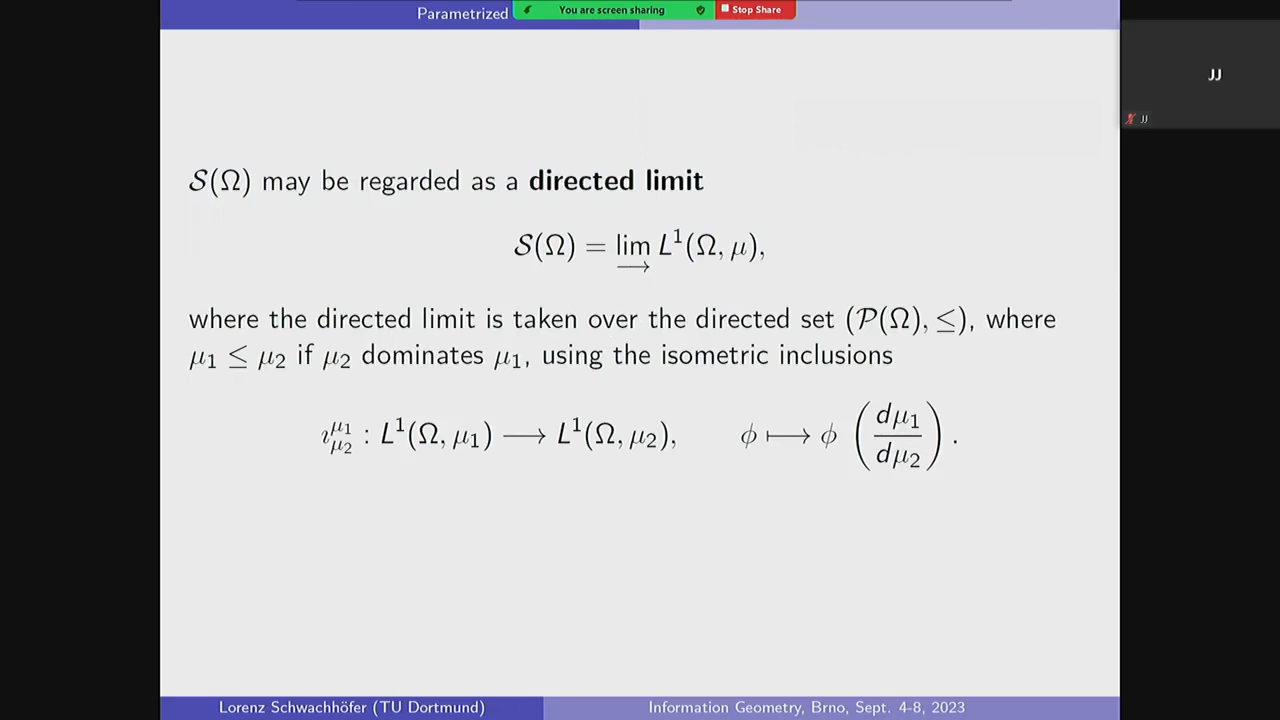 Parametrized
You are screen sharing
Stop Share
JJ
JJ
𝒮(Ω) may be regarded as a directed limit
𝒮(Ω) = lim⟶ L¹(Ω, μ),
where the directed limit is taken over the directed set (𝒫(Ω), ≤), where
μ₁ ≤ μ₂ if μ₂ dominates μ₁, using the isometric inclusions
ı^{μ₁}_{μ₂} : L¹(Ω, μ₁) ⟶ L¹(Ω, μ₂), ϕ ⟼ ϕ (dμ₁/dμ₂).
Lorenz Schwachhöfer (TU Dortmund)
Information Geometry, Brno, Sept. 4-8, 2023